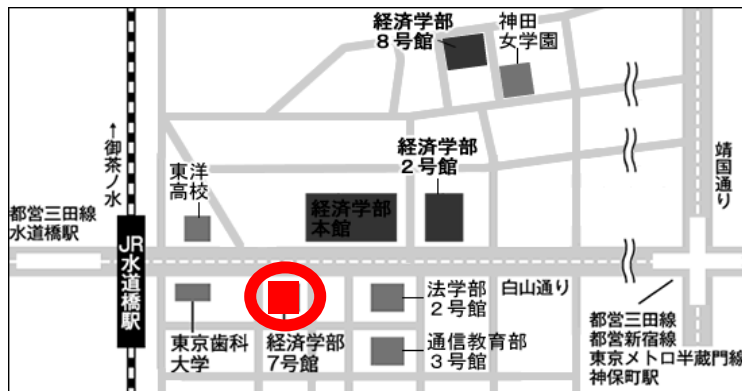 経済学部
8号館
神田
女学園
←御茶ノ水
東洋
高校
経済学部
2号館
靖国通り
都営三田線
水道橋駅
経済学部
本館
JR水道橋駅
東京歯科
大学
経済学部
7号館
法学部
2号館
白山通り
通信教育部
3号館
都営三田線
都営新宿線
東京メトロ半蔵門線
神保町駅